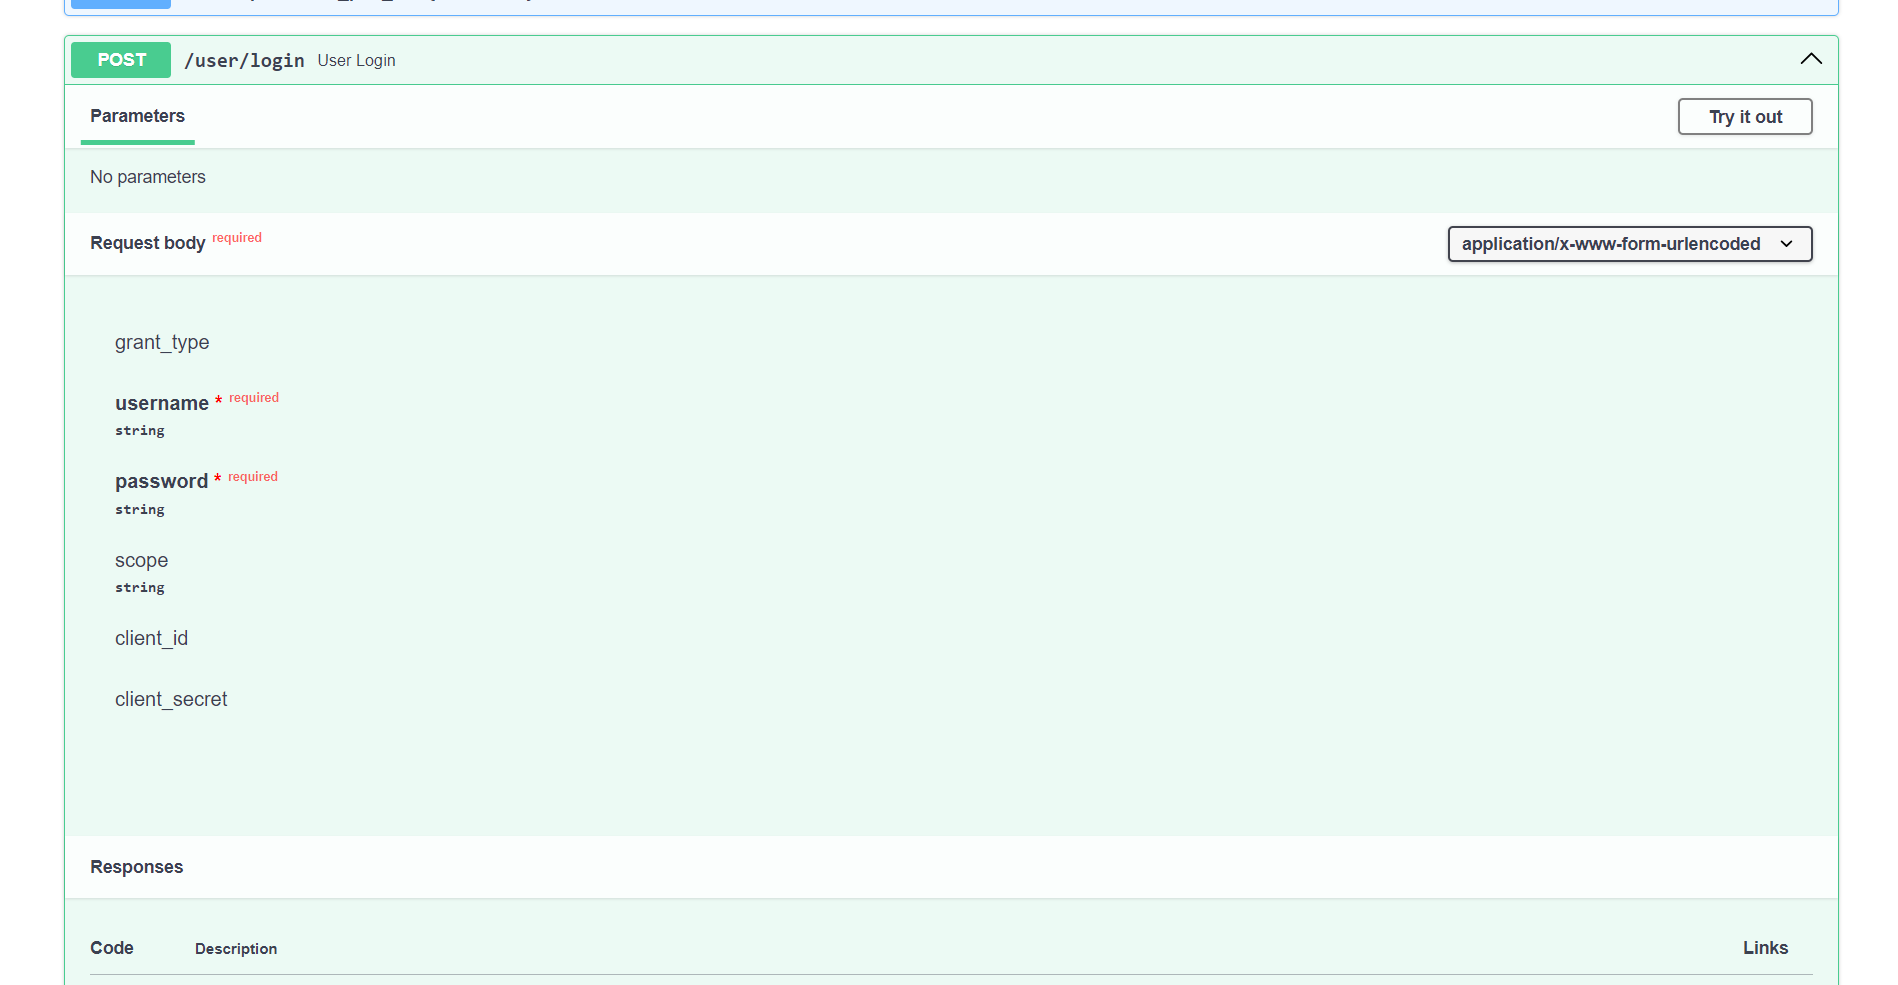 POST /user/login User Login
Parameters
Try it out
No parameters
Request body required
application/x-www-form-urlencoded
grant_type
username * required
string
password * required
string
scope
string
client_id
client_secret
Responses
Code Description Links